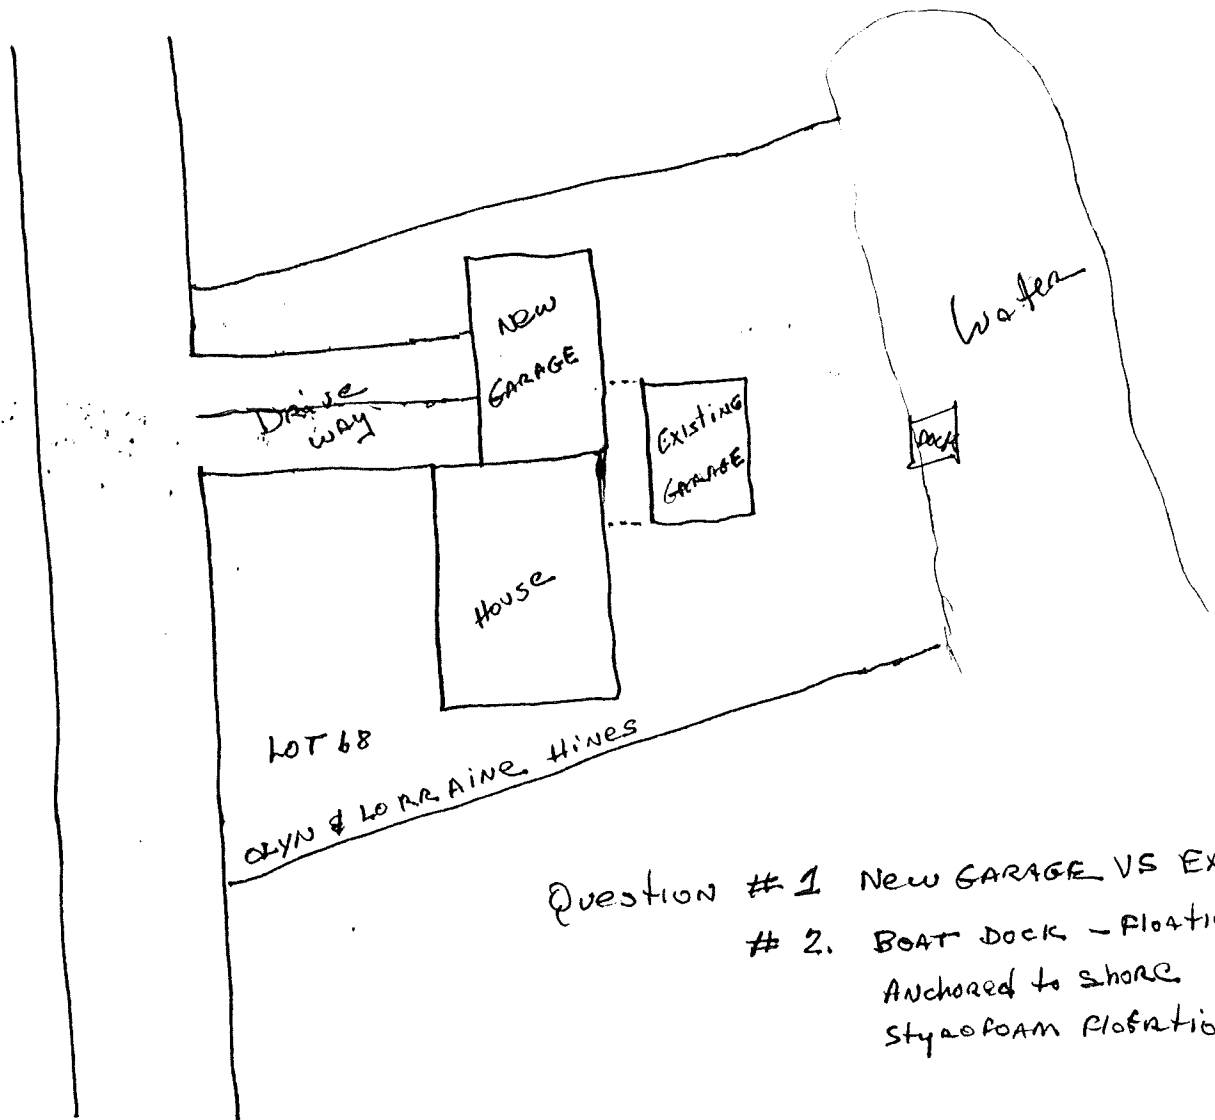 Water
New
GARAGE
Drive
way
EXISTING
GARAGE
Dock
House
LOT 68
OLYN & LORRAINE HINES
Question #1 New GARAGE VS EX
#2. BOAT DOCK - Floati
Anchored to shore
Styrofoam